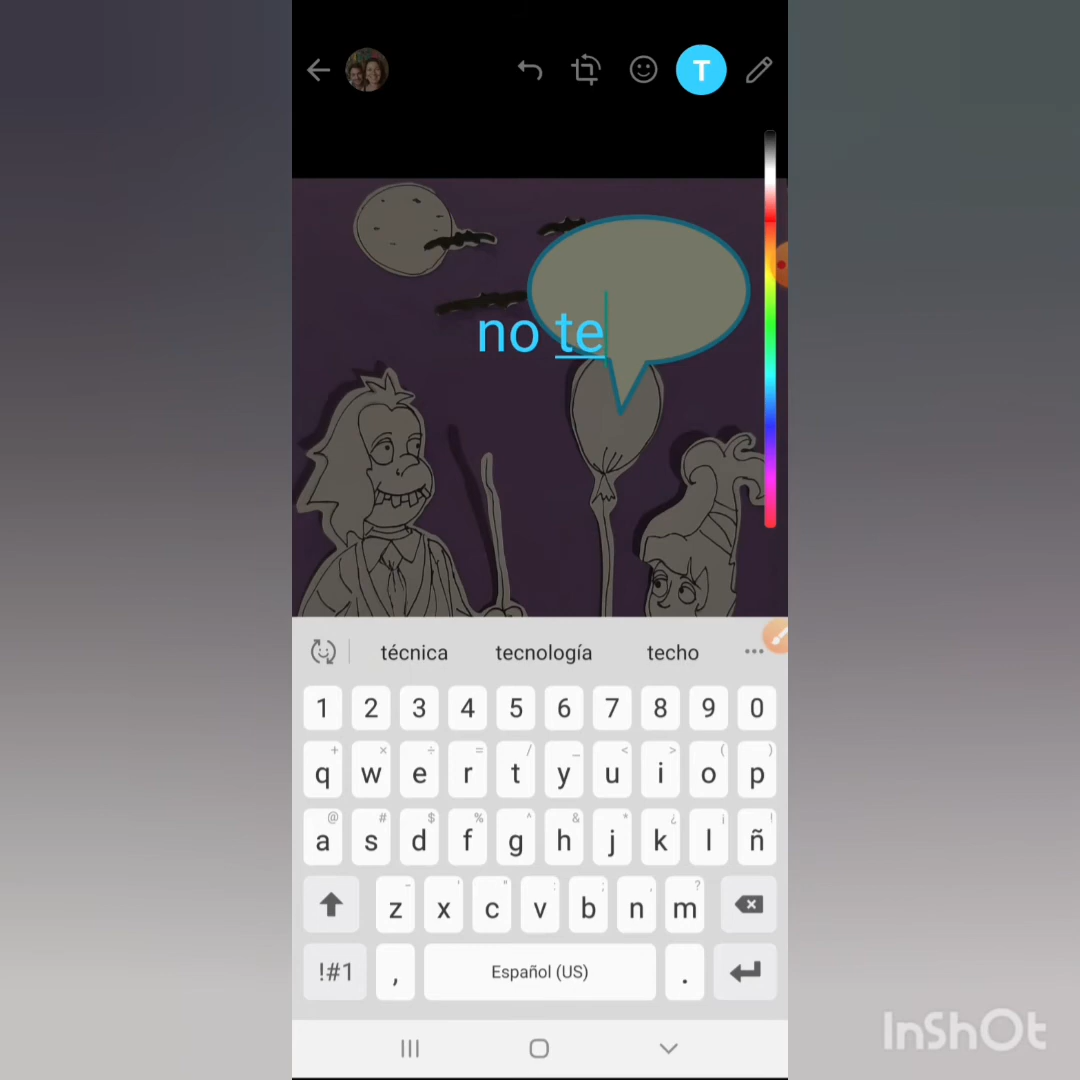 T
no te
técnica tecnología techo
1 2 3 4 5 6 7 8 9 0
+ × ÷ = / _ < > ( )
q w e r t y u i o p
@ # $ % ^ & * ¿ ¡ !
a s d f g h j k l ñ
- ' " : ; , ?
z x c v b n m
!#1 , Español (US) .
InShOt